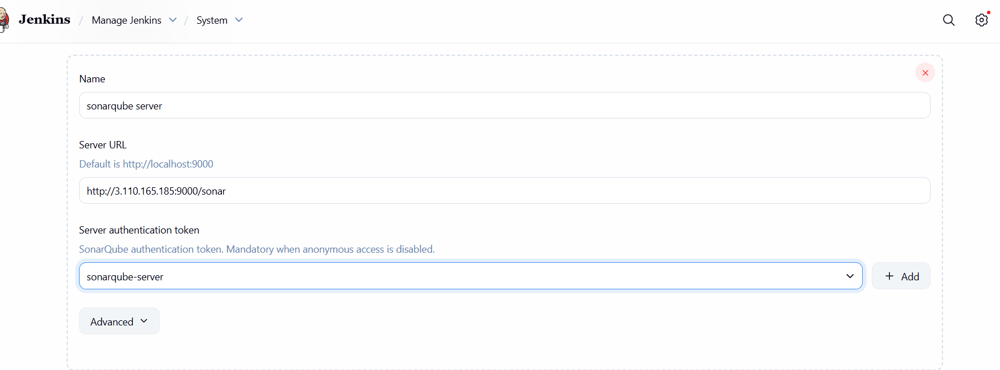 Jenkins / Manage Jenkins / System
Name
sonarqube server
Server URL
Default is http://localhost:9000
http://3.110.165.185:9000/sonar
Server authentication token
SonarQube authentication token. Mandatory when anonymous access is disabled.
sonarqube-server
+ Add
Advanced